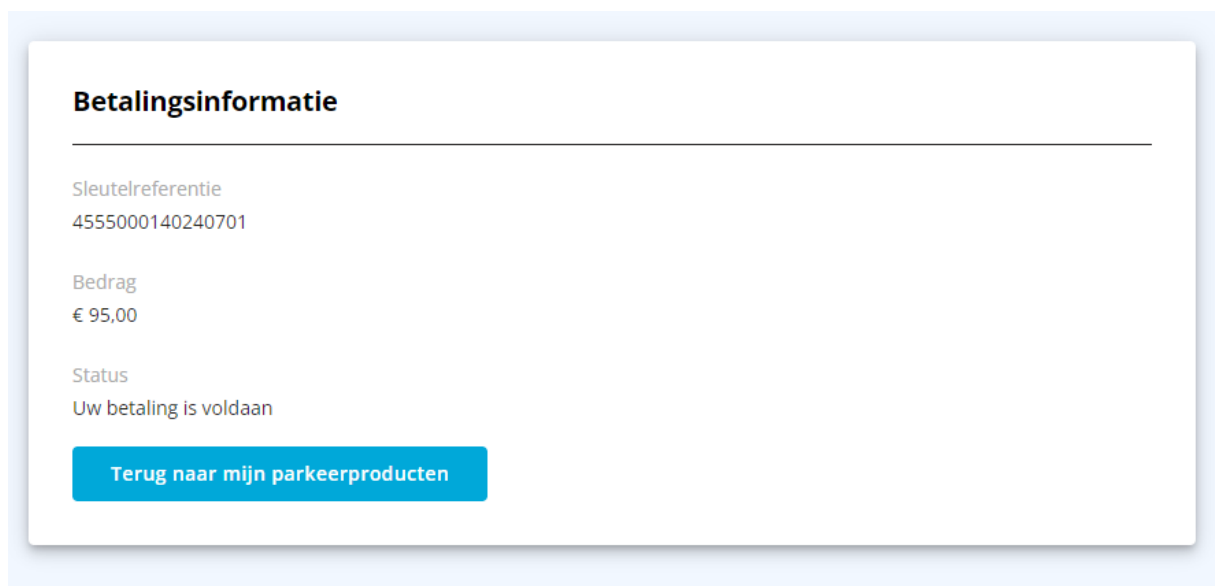 Betalingsinformatie
Sleutelreferentie
4555000140240701
Bedrag
€ 95,00
Status
Uw betaling is voldaan
Terug naar mijn parkeerproducten